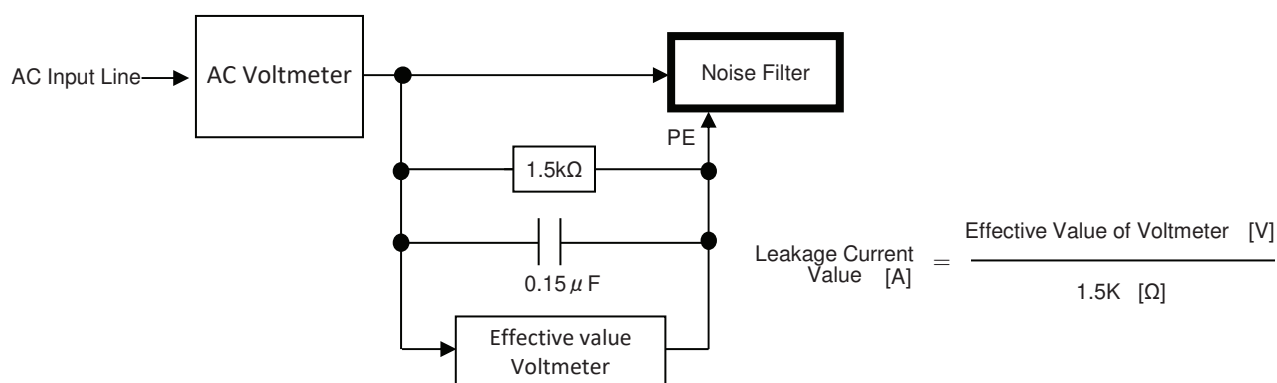 AC Input Line
AC Voltmeter
Noise Filter
PE
1.5kΩ
0.15μF
Effective value
Voltmeter
Leakage Current
Value [A]
=
Effective Value of Voltmeter [V]
1.5K [Ω]